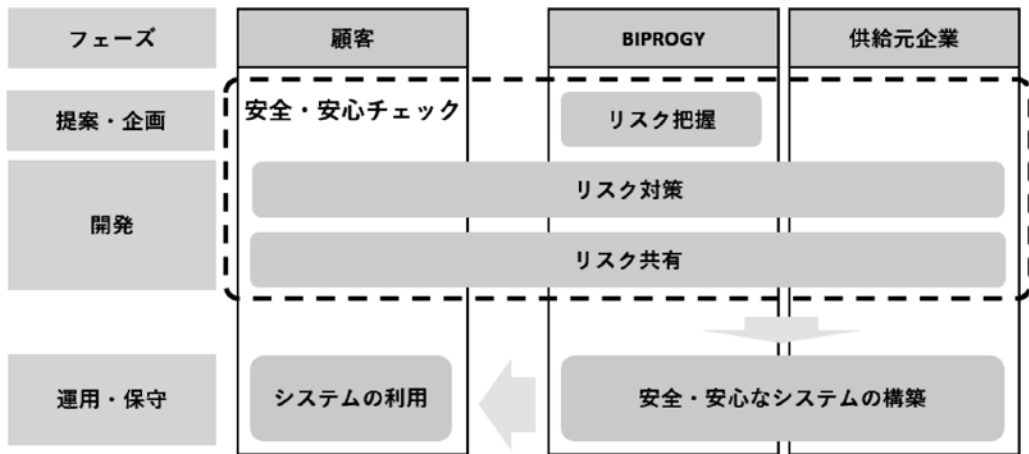 フェーズ
顧客
BIPROGY
供給元企業
提案・企画
安全・安心チェック
リスク把握
開発
リスク対策
リスク共有
運用・保守
システムの利用
安全・安心なシステムの構築